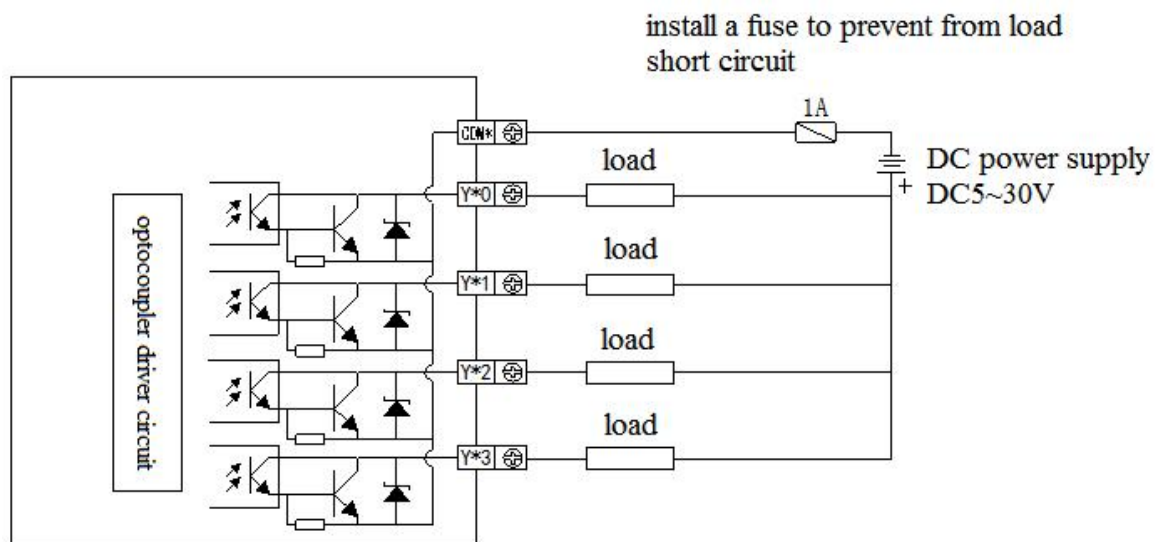 install a fuse to prevent from load
short circuit
1A
COM*
load
DC power supply
DC5~30V
+
Y*0
load
Y*1
load
Y*2
load
Y*3
optocoupler driver circuit